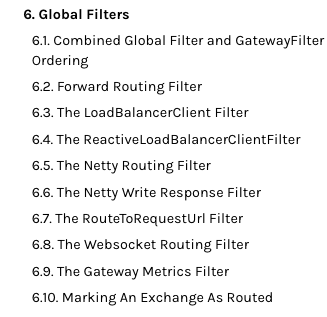 6. Global Filters
6.1. Combined Global Filter and GatewayFilter
Ordering
6.2. Forward Routing Filter
6.3. The LoadBalancerClient Filter
6.4. The ReactiveLoadBalancerClientFilter
6.5. The Netty Routing Filter
6.6. The Netty Write Response Filter
6.7. The RouteToRequestUrl Filter
6.8. The Websocket Routing Filter
6.9. The Gateway Metrics Filter
6.10. Marking An Exchange As Routed